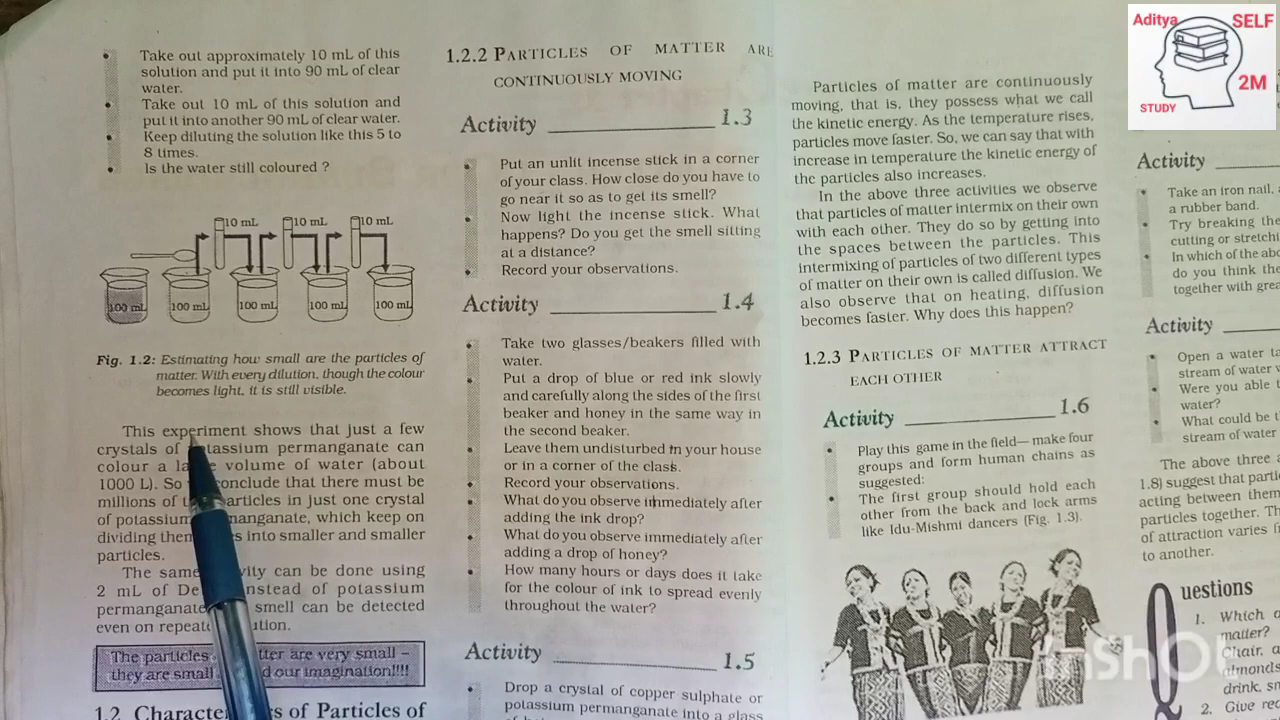 Take out approximately 10 mL of this
solution and put it into 90 mL of clear
water.
Take out 10 mL of this solution and
put it into another 90 mL of clear water.
Keep diluting the solution like this 5 to
8 times.
Is the water still coloured ?
10 mL 10 mL 10 mL
100 mL 100 mL 100 mL 100 mL 100 mL
Fig. 1.2: Estimating how small are the particles of
matter. With every dilution, though the colour
becomes light, it is still visible.
This experiment shows that just a few
crystals of permanganate can
colour a volume of water (about
1000 L). So conclude that there must be
millions of particles in just one crystal
of potassium which keep on
dividing into smaller and smaller
particles.
The same can be done using
2 mL of instead of potassium
permanganate smell can be detected
even on
The particles are very small –
they are small our imagination!!!!
1.2 of Particles of
1.2.2 PARTICLES OF MATTER ARE
CONTINUOUSLY MOVING
Activity 1.3
Put an unlit incense stick in a corner
of your class. How close do you have to
go near it so as to get its smell?
Now light the incense stick. What
happens? Do you get the smell sitting
at a distance?
Record your observations.
Activity 1.4
Take two glasses/beakers filled with
water.
Put a drop of blue or red ink slowly
and carefully along the sides of the first
beaker and honey in the same way in
the second beaker.
Leave them undisturbed in your house
or in a corner of the class.
Record your observations.
What do you observe immediately after
adding the ink drop?
What do you observe immediately after
adding a drop of honey?
How many hours or days does it take
for the colour of ink to spread evenly
throughout the water?
Activity 1.5
Drop a crystal of copper sulphate or
potassium permanganate into a glass
Particles of matter are continuously
moving, that is, they possess what we call
the kinetic energy. As the temperature rises,
particles move faster. So, we can say that with
increase in temperature the kinetic energy of
the particles also increases.
In the above three activities we observe
that particles of matter intermix on their own
with each other. They do so by getting into
the spaces between the particles. This
intermixing of particles of two different types
of matter on their own is called diffusion. We
also observe that on heating, diffusion
becomes faster. Why does this happen?
1.2.3 PARTICLES OF MATTER ATTRACT
EACH OTHER
Activity 1.6
Play this game in the field— make four
groups and form human chains as
suggested:
The first group should hold each
other from the back and lock arms
like Idu-Mishmi dancers (Fig. 1.3).
Aditya SELF
STUDY 2M
Activity
Take an iron nail,
a rubber band.
Try breaking the
cutting or
In which of the
do you think the
together with
Activity
Open a water
stream of water
Were you able
water?
What could be
stream of water
The above three
1.8) suggest that
acting between
particles together.
of attraction varies
to another.
Questions
1. Which
matter?
Chair,
almonds
drink,
2. Give